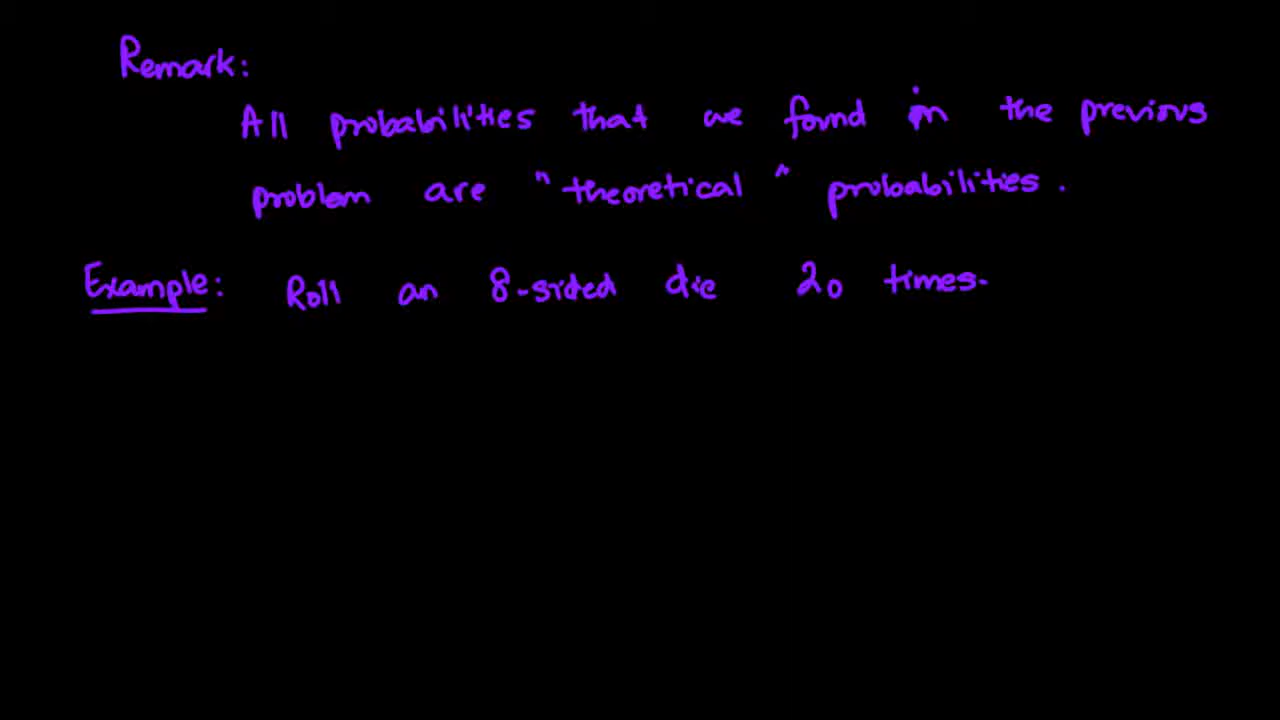 Remark:
All probabilities that we found in the previous
problem are "theoretical" probabilities.
Example: Roll an 8-sided die 20 times.